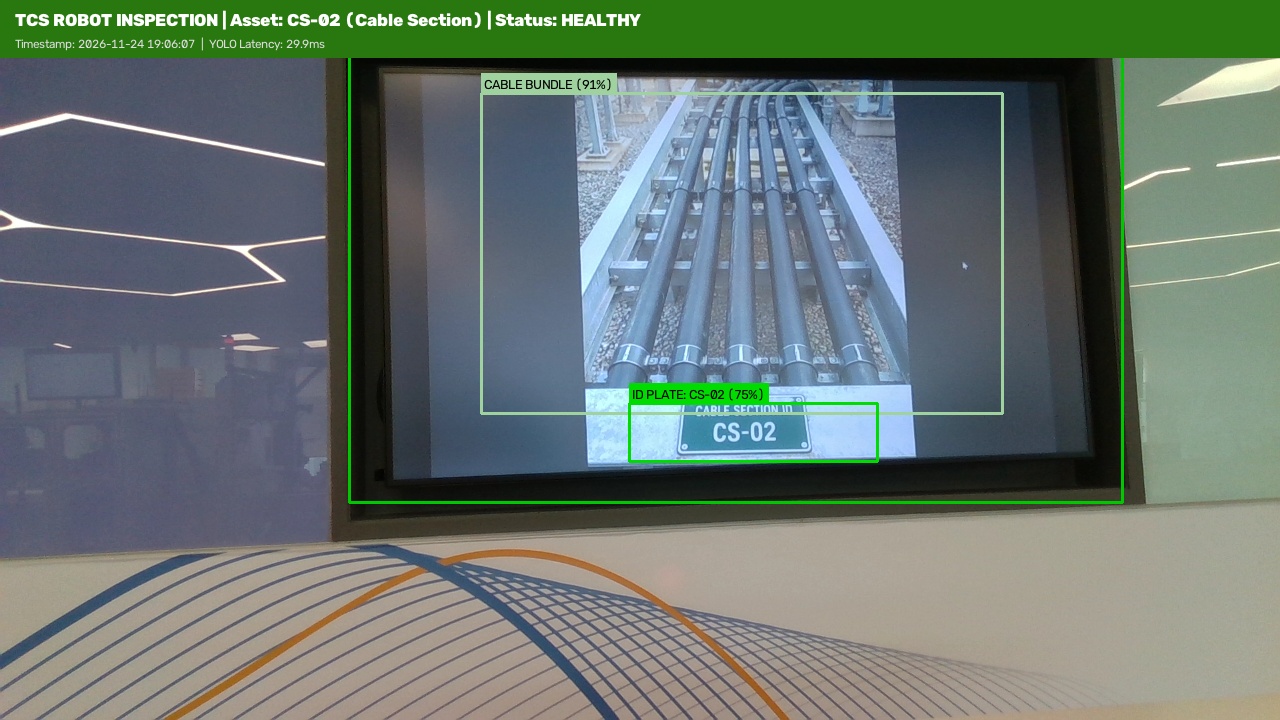 TCS ROBOT INSPECTION | Asset: CS-02 (Cable Section) | Status: HEALTHY
Timestamp: 2026-11-24 19:06:07 | YOLO Latency: 29.9ms
CABLE BUNDLE (91%)
ID PLATE: CS-02 (75%)
CABLE SECTION ID
CS-02